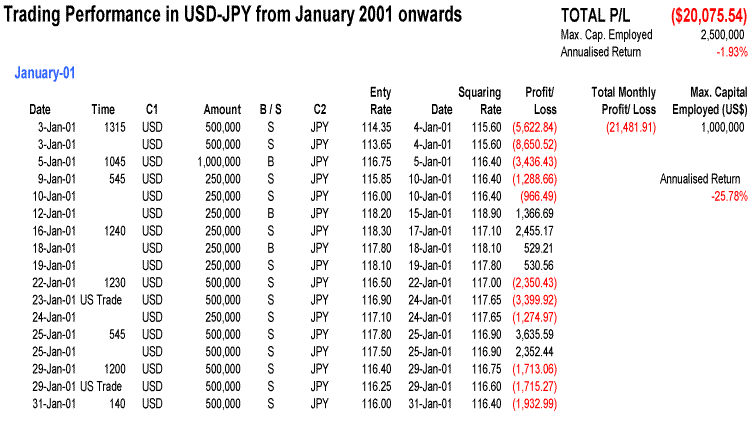 Trading Performance in USD-JPY from January 2001 onwards TOTAL P/L ($20,075.54)
Max. Cap. Employed 2,500,000
Annualised Return -1.93%
January-01
Enty Squaring Profit/ Total Monthly Max. Capital
Date Time C1 Amount B / S C2 Rate Date Rate Loss Profit/ Loss Employed (US$)
3-Jan-01 1315 USD 500,000 S JPY 114.35 4-Jan-01 115.60 (5,622.84) (21,481.91) 1,000,000
3-Jan-01 USD 500,000 S JPY 113.65 4-Jan-01 115.60 (8,650.52)
5-Jan-01 1045 USD 1,000,000 B JPY 116.75 5-Jan-01 116.40 (3,436.43)
9-Jan-01 545 USD 250,000 S JPY 115.85 10-Jan-01 116.40 (1,288.66) Annualised Return
10-Jan-01 USD 250,000 S JPY 116.00 10-Jan-01 116.40 (966.49) -25.78%
12-Jan-01 USD 250,000 B JPY 118.20 15-Jan-01 118.90 1,366.69
16-Jan-01 1240 USD 250,000 S JPY 118.30 17-Jan-01 117.10 2,455.17
18-Jan-01 USD 250,000 B JPY 117.80 18-Jan-01 118.10 529.21
19-Jan-01 USD 250,000 S JPY 118.10 19-Jan-01 117.80 530.56
22-Jan-01 1230 USD 500,000 S JPY 116.50 22-Jan-01 117.00 (2,350.43)
23-Jan-01 US Trade USD 500,000 S JPY 116.90 24-Jan-01 117.65 (3,399.92)
24-Jan-01 USD 250,000 S JPY 117.10 24-Jan-01 117.65 (1,274.97)
25-Jan-01 545 USD 500,000 S JPY 117.80 25-Jan-01 116.90 3,635.59
25-Jan-01 USD 500,000 S JPY 117.50 25-Jan-01 116.90 2,352.44
29-Jan-01 1200 USD 500,000 S JPY 116.40 29-Jan-01 116.75 (1,713.06)
29-Jan-01 US Trade USD 500,000 S JPY 116.25 29-Jan-01 116.60 (1,715.27)
31-Jan-01 140 USD 500,000 S JPY 116.00 31-Jan-01 116.40 (1,932.99)